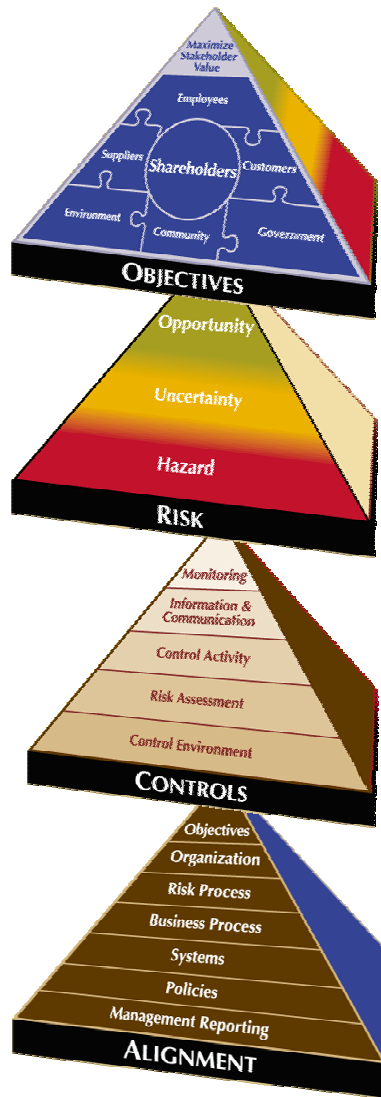 Maximize
Stakeholder
Value
Employees
Suppliers
Shareholders
Customers
Environment
Community
Government
OBJECTIVES
Opportunity
Uncertainty
Hazard
RISK
Monitoring
Information &
Communication
Control Activity
Risk Assessment
Control Environment
CONTROLS
Objectives
Organization
Risk Process
Business Process
Systems
Policies
Management Reporting
ALIGNMENT